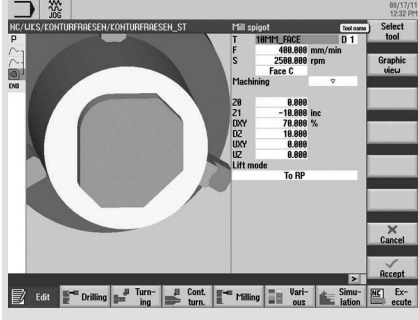 JOG
08/17/11
12:32 PM
NC/WKS/KONTURFRAESEN/KONTURFRAESEN_ST
Mill spigot
Tool name
Select tool
P
END
T 10MM_FACE D 1
F 400.000 mm/min
S 2500.000 rpm
Face C
Machining ▽
Z0 0.000
Z1 -10.000 inc
DXY 70.000 %
DZ 10.000
UXY 0.000
UZ 0.000
Lift mode
To RP
Graphic view
Cancel
Accept
>
Edit
Drilling
Turn-ing
Cont. turn.
Milling
Vari-ous
Simu-lation
NC Ex-ecute